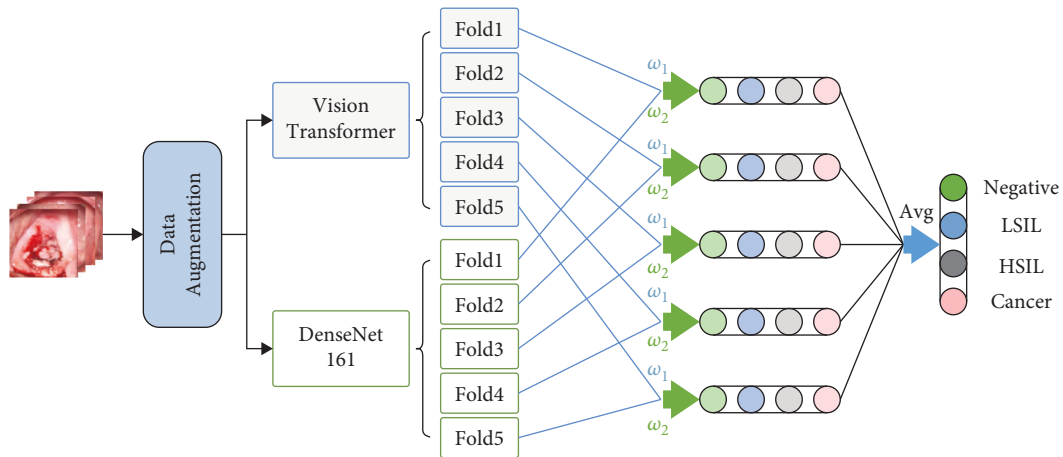 Data
Augmentation
Vision
Transformer
DenseNet
161
Fold1
Fold2
Fold3
Fold4
Fold5
Fold1
Fold2
Fold3
Fold4
Fold5
ω1
ω2
ω1
ω2
ω1
ω2
ω1
ω2
ω1
ω2
Avg
Negative
LSIL
HSIL
Cancer